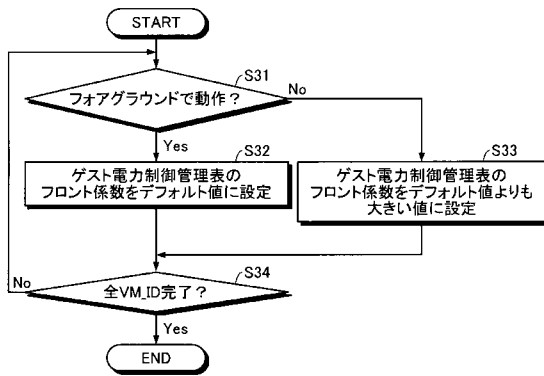 START
S31
フォアグラウンドで動作？
No
Yes
S32
ゲスト電力制御管理表の
フロント係数をデフォルト値に設定
S33
ゲスト電力制御管理表の
フロント係数をデフォルト値よりも
大きい値に設定
S34
No
全VM_ID完了？
Yes
END